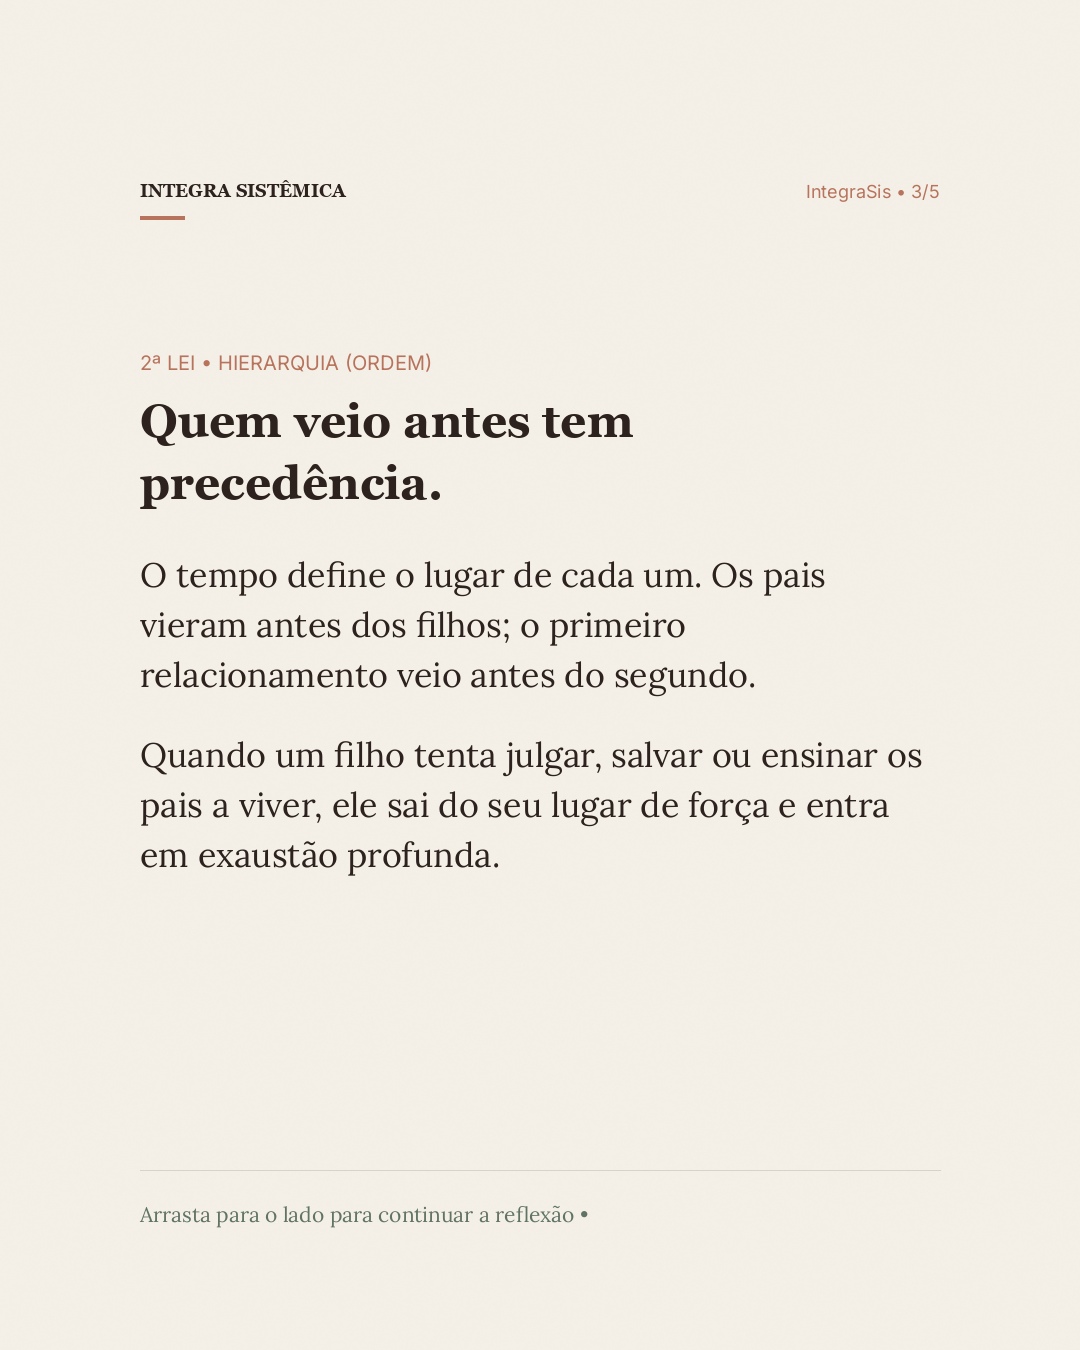 INTEGRA SISTÊMICA
IntegraSis • 3/5
2ª LEI • HIERARQUIA (ORDEM)
Quem veio antes tem
precedência.
O tempo define o lugar de cada um. Os pais
vieram antes dos filhos; o primeiro
relacionamento veio antes do segundo.
Quando um filho tenta julgar, salvar ou ensinar os
pais a viver, ele sai do seu lugar de força e entra
em exaustão profunda.
Arrasta para o lado para continuar a reflexão •